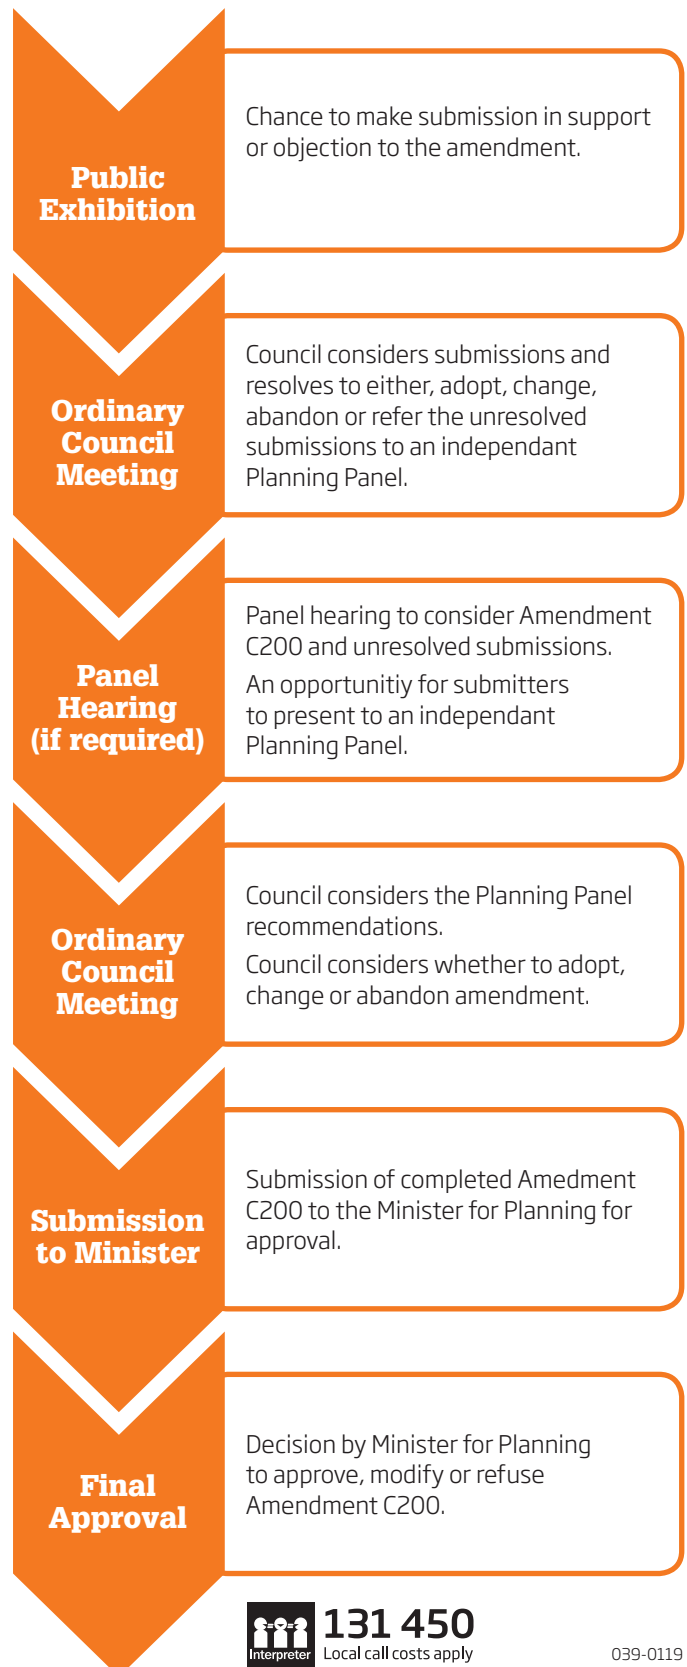 Public
Exhibition
Chance to make submission in support
or objection to the amendment.
Ordinary
Council
Meeting
Council considers submissions and
resolves to either, adopt, change,
abandon or refer the unresolved
submissions to an independant
Planning Panel.
Panel
Hearing
(if required)
Panel hearing to consider Amendment
C200 and unresolved submissions.
An opportunitiy for submitters
to present to an independant
Planning Panel.
Ordinary
Council
Meeting
Council considers the Planning Panel
recommendations.
Council considers whether to adopt,
change or abandon amendment.
Submission
to Minister
Submission of completed Amedment
C200 to the Minister for Planning for
approval.
Final
Approval
Decision by Minister for Planning
to approve, modify or refuse
Amendment C200.
Interpreter
131 450
Local call costs apply
039-0119